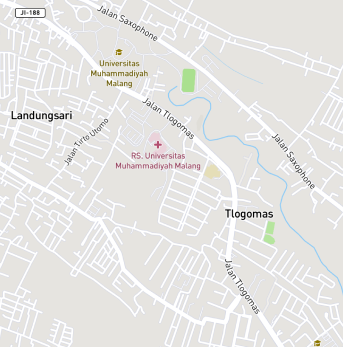 Jl-188
Jalan Saxophone
Universitas
Muhammadiyah
Malang
Jalan Tlogomas
Landungsari
Jalan Tirto Utomo
RS. Universitas
Muhammadiyah Malang
Jalan Saxophone
Tlogomas
Jalan Tlogomas